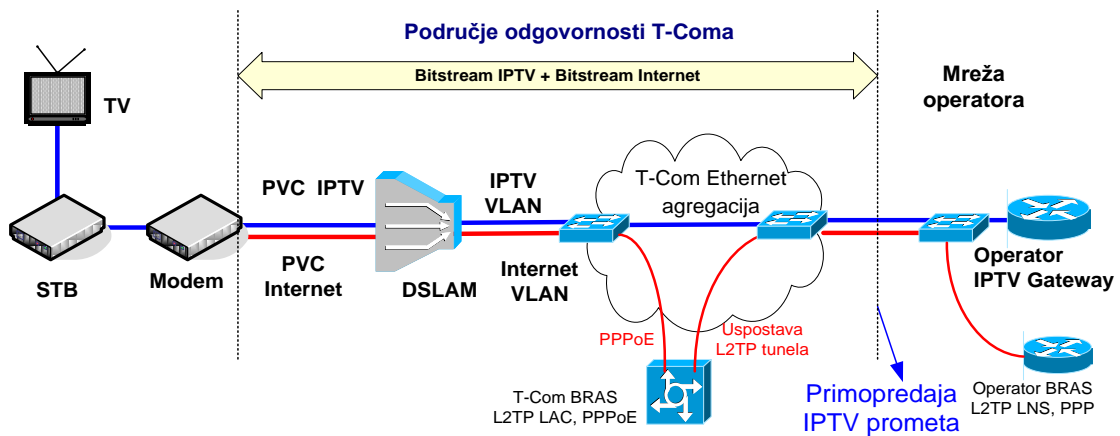 Područje odgovornosti T-Coma
Bitstream IPTV + Bitstream Internet
Mreža
operatora
TV
PVC IPTV
IPTV
VLAN
T-Com Ethernet
agregacija
STB
Modem
PVC
Internet
DSLAM
Internet
VLAN
Operator
IPTV Gateway
PPPoE
Uspostava
L2TP tunela
T-Com BRAS
L2TP LAC, PPPoE
Primopredaja
IPTV prometa
Operator BRAS
L2TP LNS, PPP